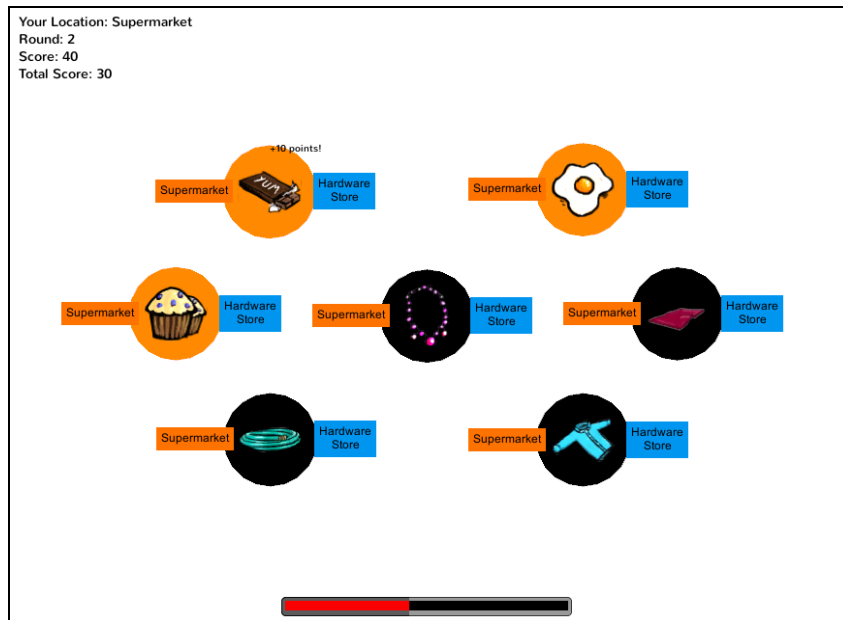 Your Location: Supermarket
Round: 2
Score: 40
Total Score: 30
+10 points!
Supermarket
YUM
Hardware
Store
Supermarket
Hardware
Store
Supermarket
Hardware
Store
Supermarket
Hardware
Store
Supermarket
Hardware
Store
Supermarket
Hardware
Store
Supermarket
Hardware
Store